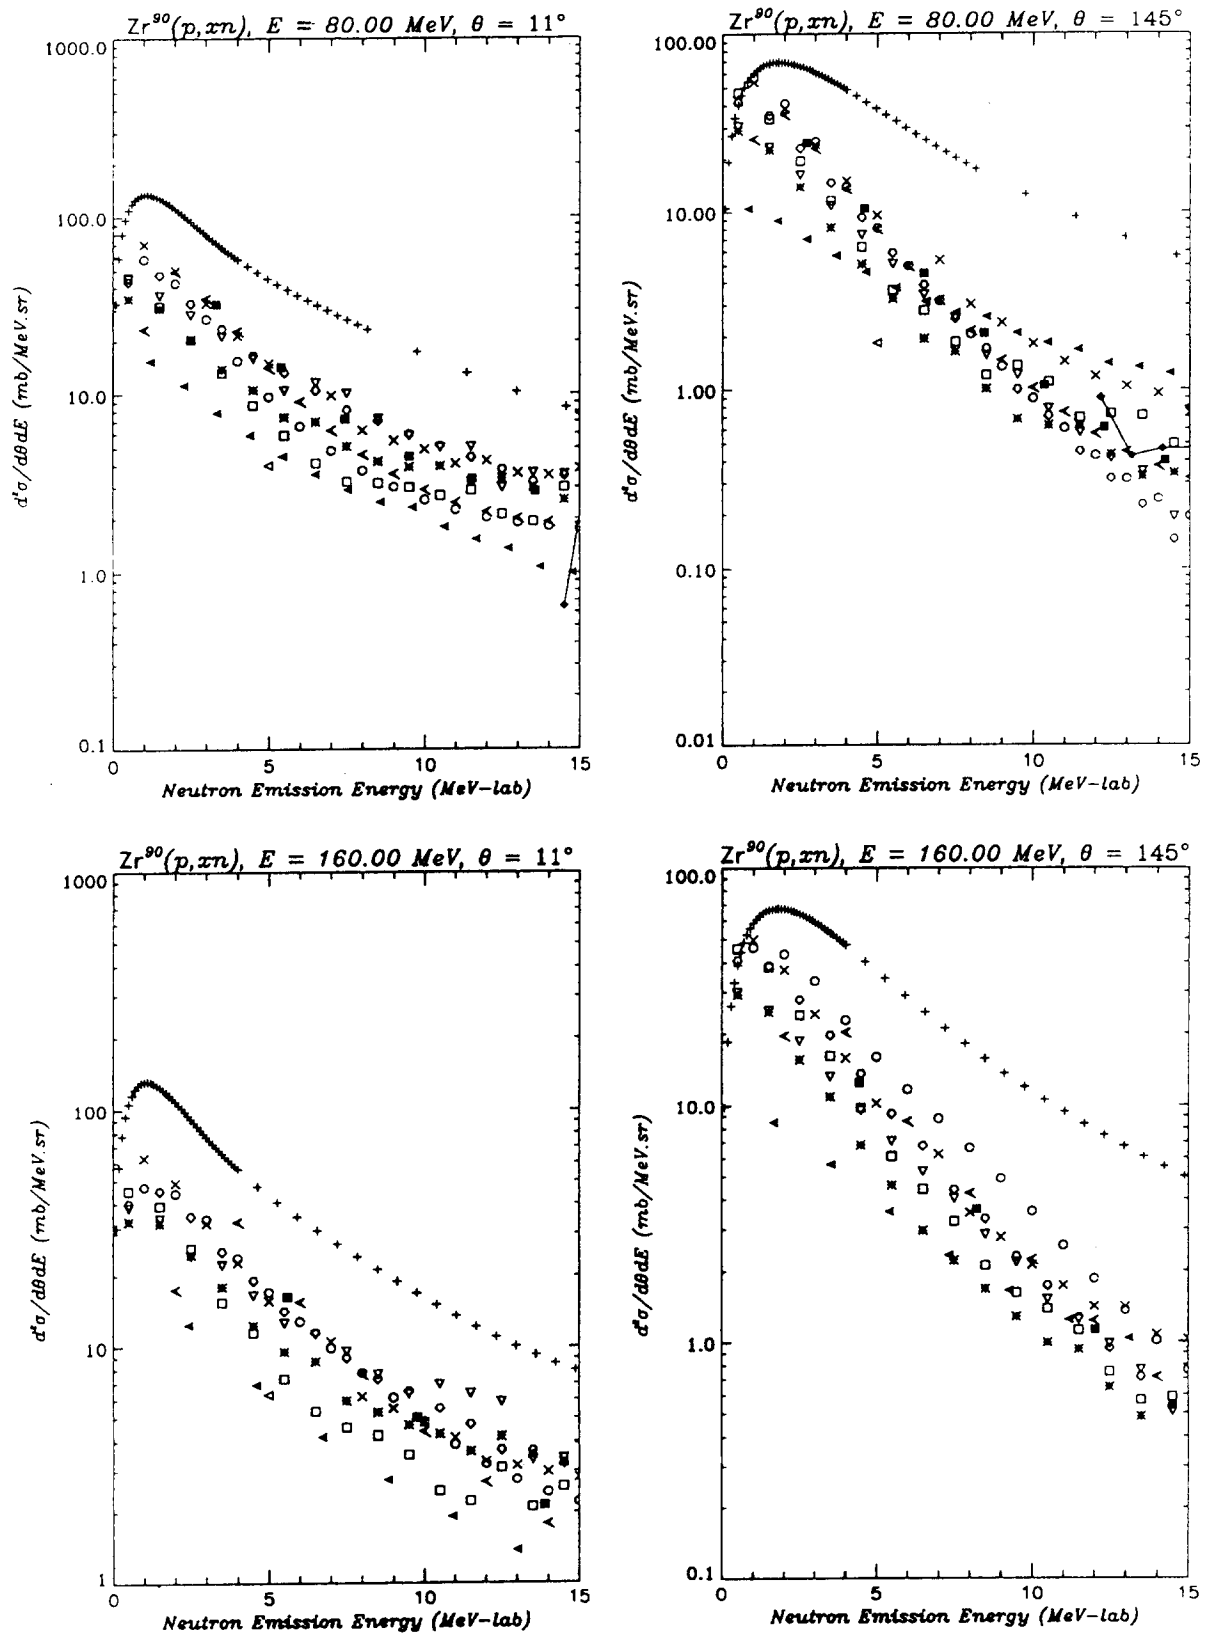 Zr⁹⁰(p,xn), E = 80.00 MeV, θ = 11°
1000.0
100.0
10.0
1.0
0.1
d²σ/dθdE (mb/MeV.sr)
0 5 10 15
Neutron Emission Energy (MeV-lab)
Zr⁹⁰(p,xn), E = 80.00 MeV, θ = 145°
100.00
10.00
1.00
0.10
0.01
d²σ/dθdE (mb/MeV.sr)
0 5 10 15
Neutron Emission Energy (MeV-lab)
Zr⁹⁰(p,xn), E = 160.00 MeV, θ = 11°
1000
100
10
1
d²σ/dθdE (mb/MeV.sr)
0 5 10 15
Neutron Emission Energy (MeV-lab)
Zr⁹⁰(p,xn), E = 160.00 MeV, θ = 145°
100.0
10.0
1.0
0.1
d²σ/dθdE (mb/MeV.sr)
0 5 10 15
Neutron Emission Energy (MeV-lab)